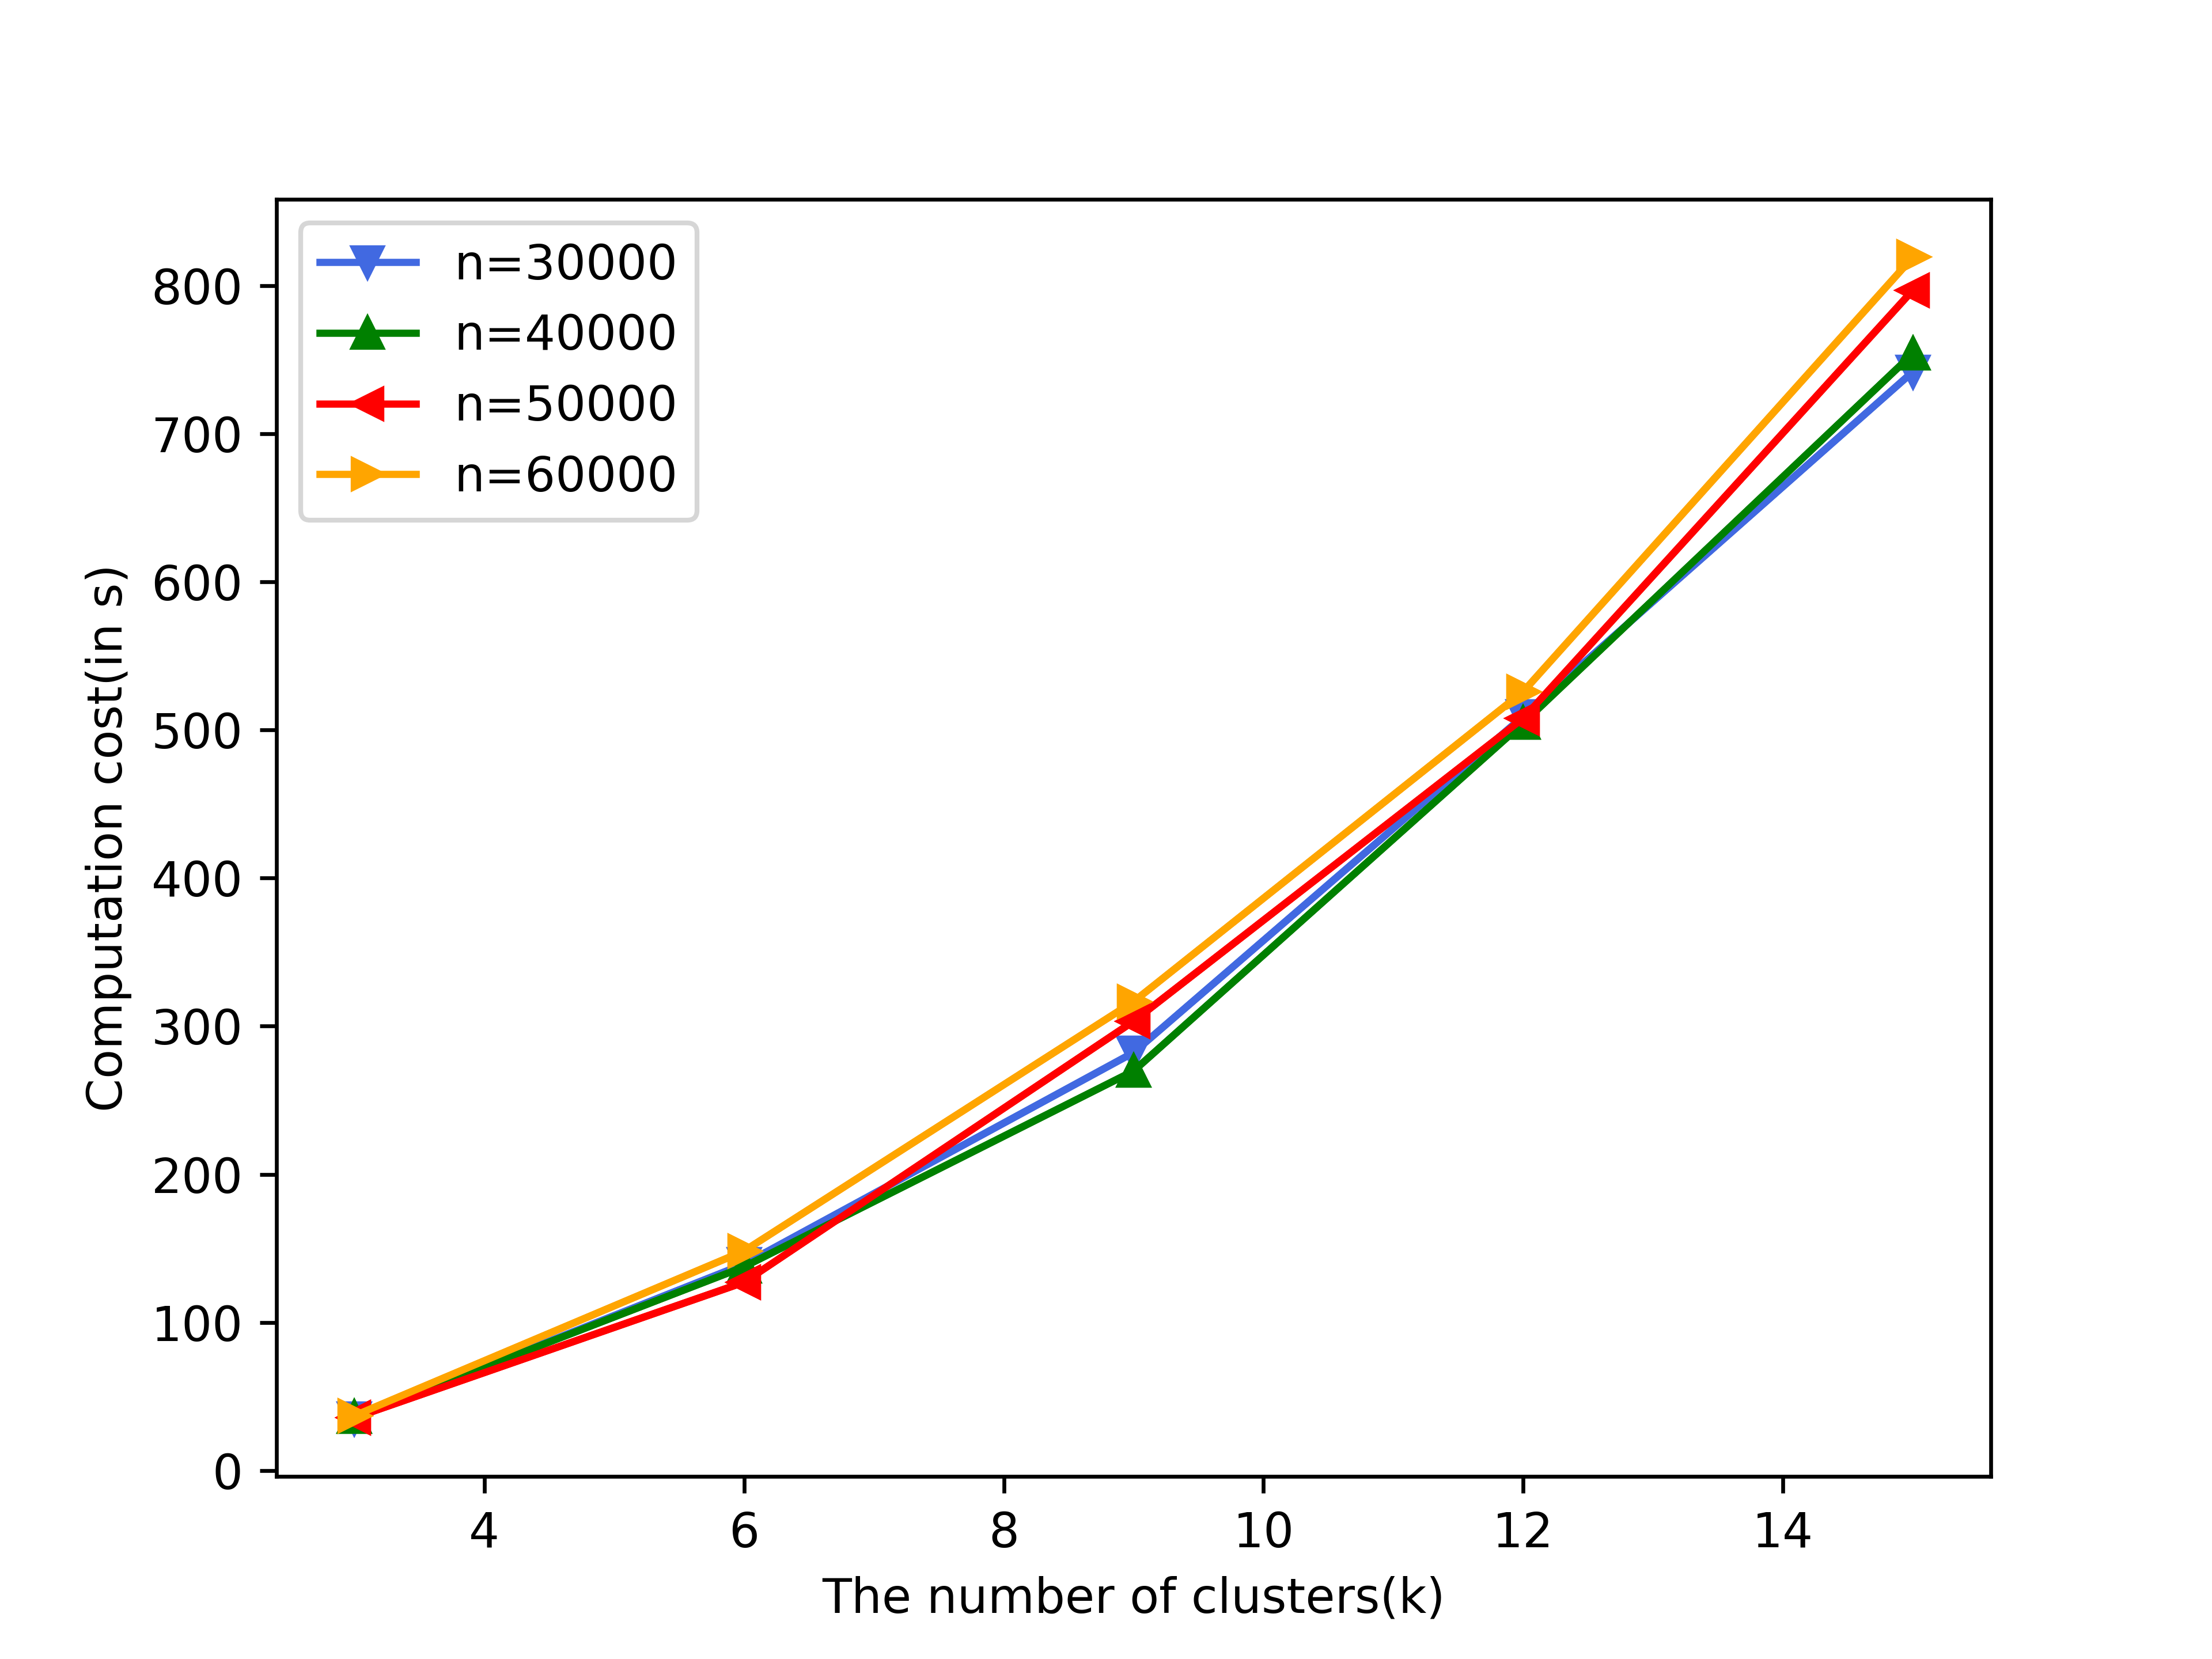 n=30000
n=40000
n=50000
n=60000
800
700
600
500
400
300
200
100
0
Computation cost(in s)
4 6 8 10 12 14
The number of clusters(k)